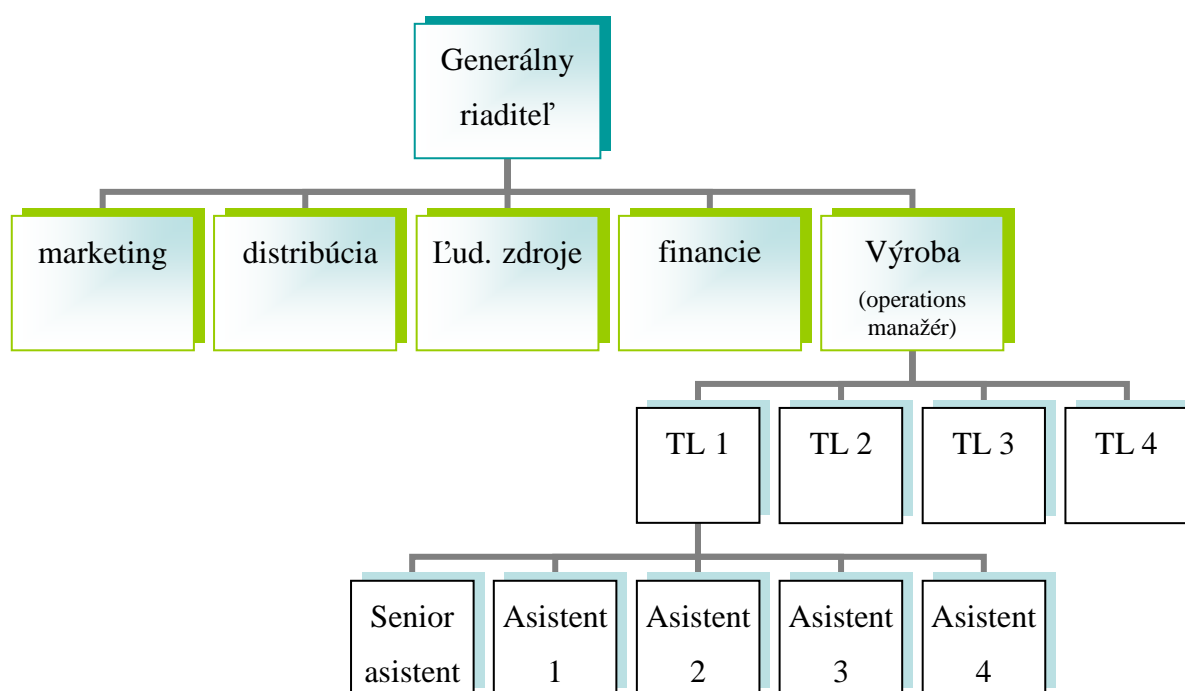 Generálny
riaditeľ
marketing
distribúcia
Ľud. zdroje
financie
Výroba
(operations
manažér)
TL 1
TL 2
TL 3
TL 4
Senior
asistent
Asistent
1
Asistent
2
Asistent
3
Asistent
4